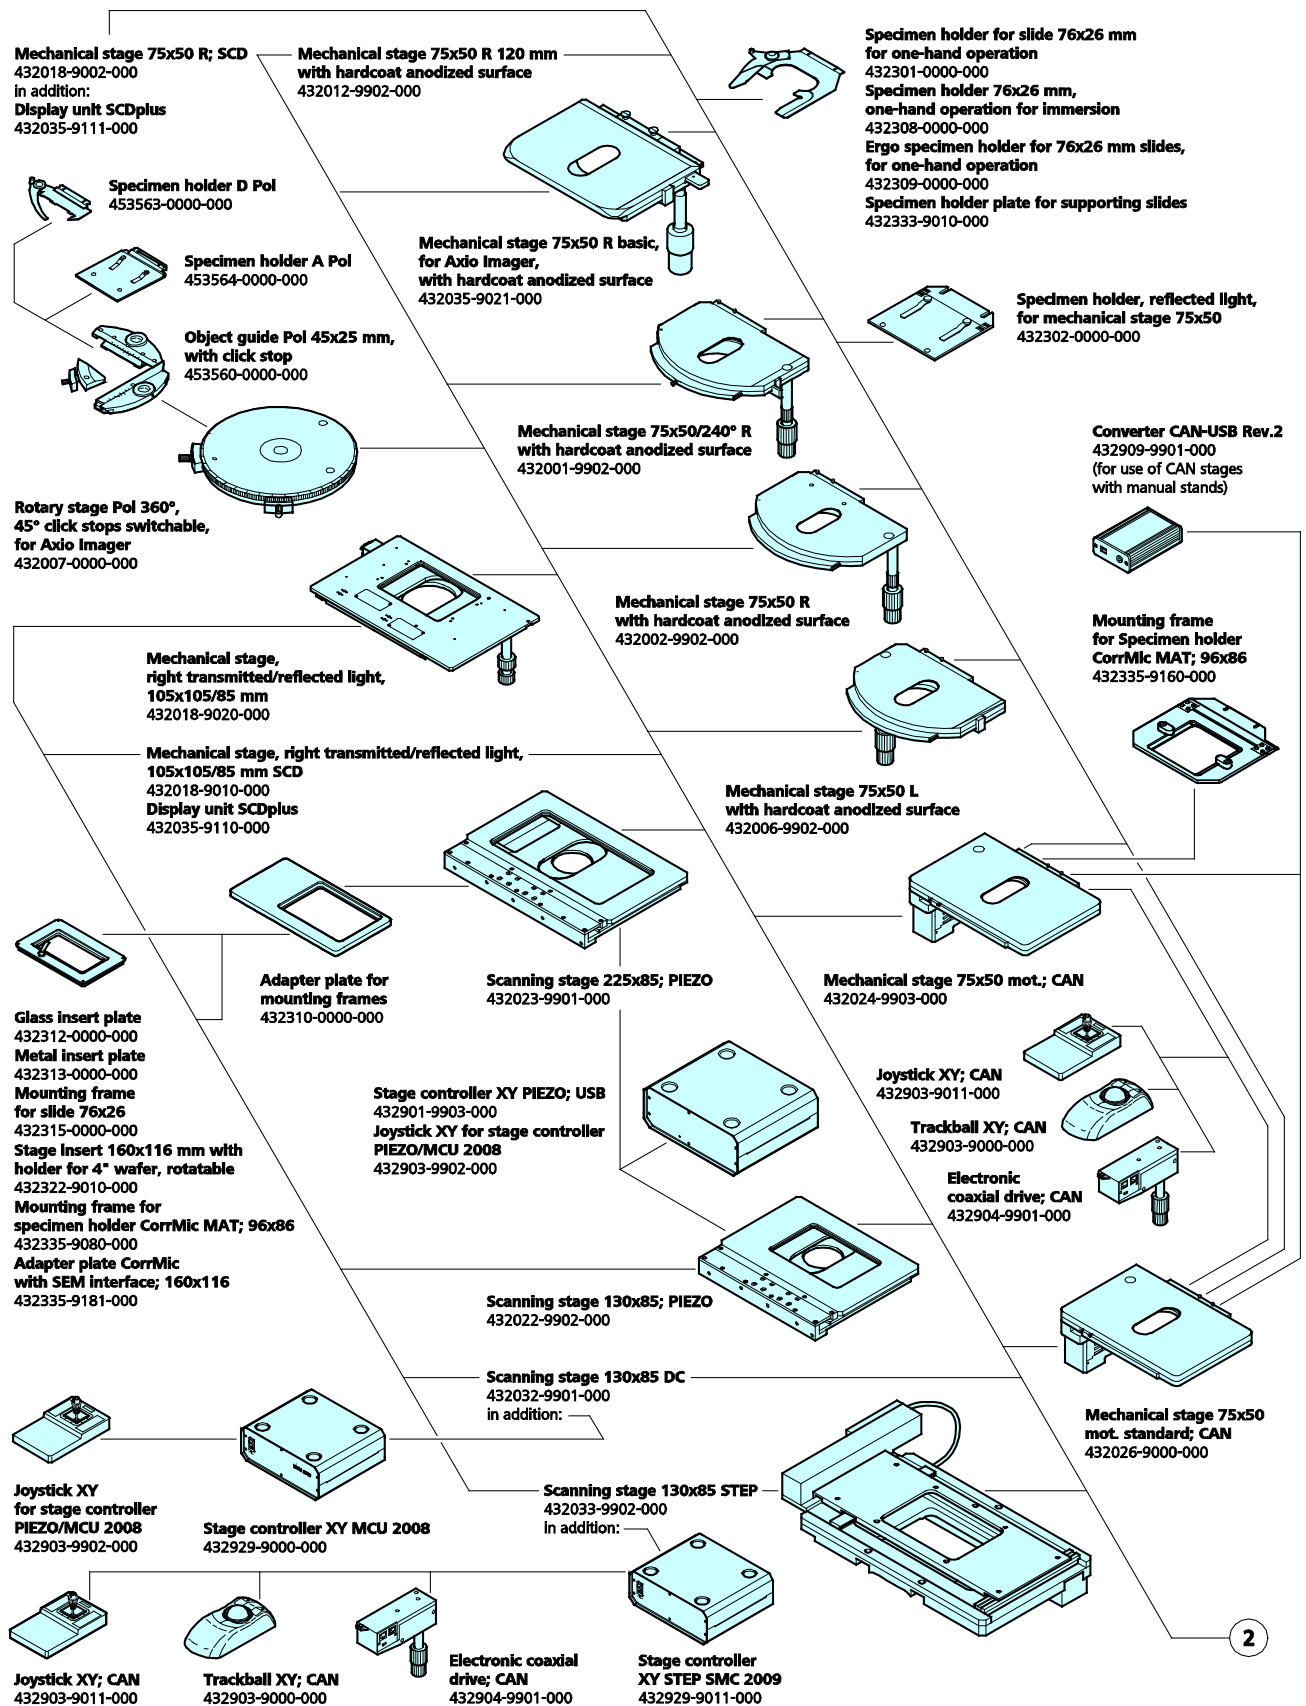 Mechanical stage 75x50 R; SCD
432018-9002-000
in addition:
Display unit SCDplus
432035-9111-000
Mechanical stage 75x50 R 120 mm
with hardcoat anodized surface
432012-9902-000
Specimen holder for slide 76x26 mm
for one-hand operation
432301-0000-000
Specimen holder 76x26 mm,
one-hand operation for immersion
432308-0000-000
Ergo specimen holder for 76x26 mm slides,
for one-hand operation
432309-0000-000
Specimen holder plate for supporting slides
432333-9010-000
Specimen holder D Pol
453563-0000-000
Specimen holder A Pol
453564-0000-000
Mechanical stage 75x50 R basic,
for Axio Imager,
with hardcoat anodized surface
432035-9021-000
Specimen holder, reflected light,
for mechanical stage 75x50
432302-0000-000
Object guide Pol 45x25 mm,
with click stop
453560-0000-000
Mechanical stage 75x50/240° R
with hardcoat anodized surface
432001-9902-000
Converter CAN-USB Rev.2
432909-9901-000
(for use of CAN stages
with manual stands)
Rotary stage Pol 360°,
45° click stops switchable,
for Axio Imager
432007-0000-000
Mechanical stage 75x50 R
with hardcoat anodized surface
432002-9902-000
Mounting frame
for Specimen holder
CorrMic MAT; 96x86
432335-9160-000
Mechanical stage,
right transmitted/reflected light,
105x105/85 mm
432018-9020-000
Mechanical stage, right transmitted/reflected light,
105x105/85 mm SCD
432018-9010-000
Display unit SCDplus
432035-9110-000
Mechanical stage 75x50 L
with hardcoat anodized surface
432006-9902-000
Adapter plate for
mounting frames
432310-0000-000
Scanning stage 225x85; PIEZO
432023-9901-000
Mechanical stage 75x50 mot.; CAN
432024-9903-000
Glass insert plate
432312-0000-000
Metal insert plate
432313-0000-000
Mounting frame
for slide 76x26
432315-0000-000
Stage insert 160x116 mm with
holder for 4" wafer, rotatable
432322-9010-000
Mounting frame for
specimen holder CorrMic MAT; 96x86
432335-9080-000
Adapter plate CorrMic
with SEM interface; 160x116
432335-9181-000
Stage controller XY PIEZO; USB
432901-9903-000
Joystick XY for stage controller
PIEZO/MCU 2008
432903-9902-000
Joystick XY; CAN
432903-9011-000
Trackball XY; CAN
432903-9000-000
Electronic
coaxial drive; CAN
432904-9901-000
Scanning stage 130x85; PIEZO
432022-9902-000
Scanning stage 130x85 DC
432032-9901-000
in addition:
Mechanical stage 75x50
mot. standard; CAN
432026-9000-000
Joystick XY
for stage controller
PIEZO/MCU 2008
432903-9902-000
Stage controller XY MCU 2008
432929-9000-000
Scanning stage 130x85 STEP
432033-9902-000
in addition:
2
Joystick XY; CAN
432903-9011-000
Trackball XY; CAN
432903-9000-000
Electronic coaxial
drive; CAN
432904-9901-000
Stage controller
XY STEP SMC 2009
432929-9011-000